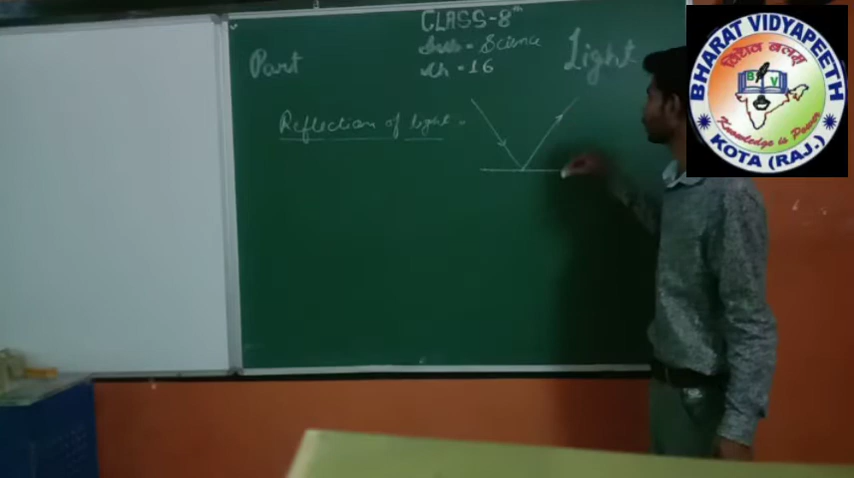 CLASS-8th
Sub = Science
Part
Light
Ch = 16
Reflection of light =
BHARAT VIDYAPEETH
B V
Knowledge is Power
KOTA (RAJ.)